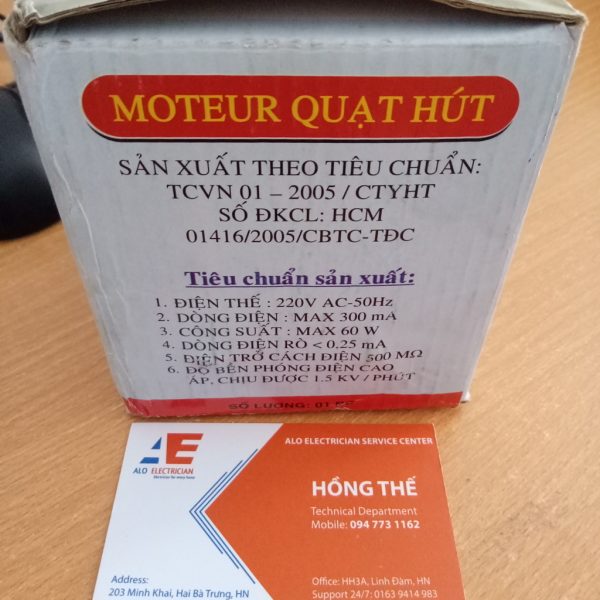 MOTEUR QUẠT HÚT
SẢN XUẤT THEO TIÊU CHUẨN:
TCVN 01 – 2005 / CTYHT
SỐ ĐKCL: HCM
01416/2005/CBTC-TĐC
Tiêu chuẩn sản xuất:
1. ĐIỆN THẾ : 220V AC-50Hz
2. DÒNG ĐIỆN : MAX 300 mA
3. CÔNG SUẤT : MAX 60 W
4. DÒNG ĐIỆN RÒ < 0,25 mA
5. ĐIỆN TRỞ CÁCH ĐIỆN 500 MΩ
6. ĐỘ BỀN PHÓNG ĐIỆN CAO
ÁP, CHỊU ĐƯỢC 1.5 KV / PHÚT
SỐ LƯỢNG: 01
AE
ALO ELECTRICIAN
Electrician for every home
ALO ELECTRICIAN SERVICE CENTER
HỒNG THẾ
Technical Department
Mobile: 094 773 1162
Address:
203 Minh Khai, Hai Bà Trưng, HN
Office: HH3A, Linh Đàm, HN
Support 24/7: 0163 9414 983